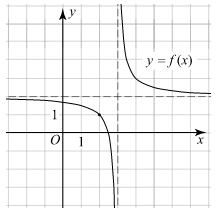 y
y = f(x)
1
O 1 x